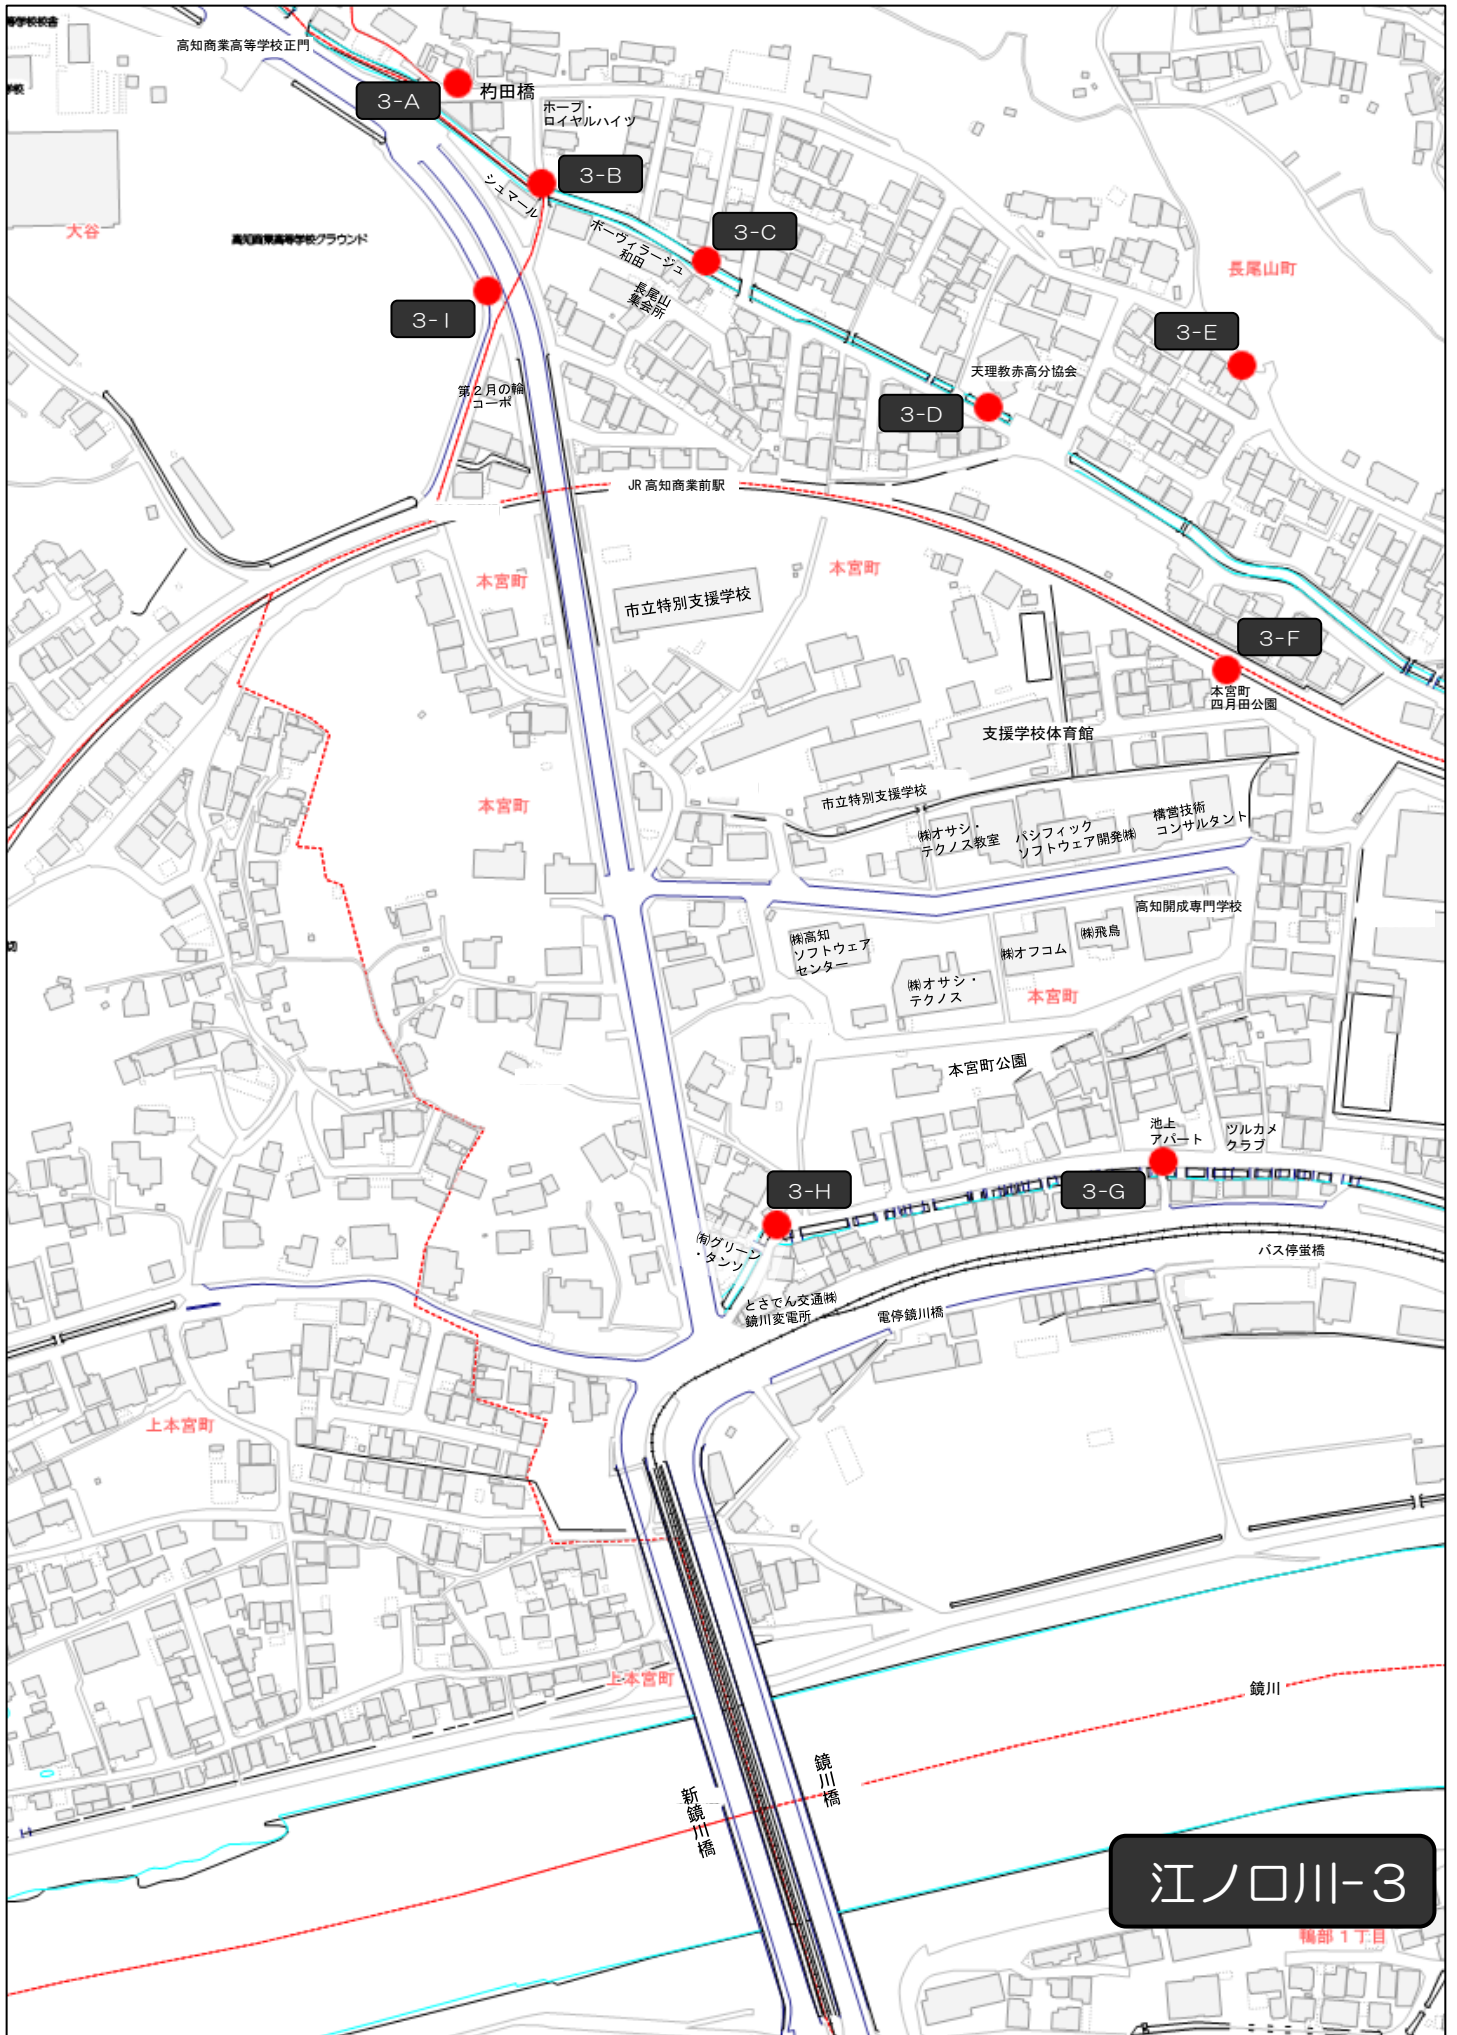 等学校校舎
高知商業高等学校正門
学校
3-A
杓田橋
ホーフ・
ロイヤルハイツ
3-B
シュマール
大谷
高知商業高等学校グラウンド
ボーヴィラージュ
和田
3-C
長尾山
集会所
長尾山町
3-I
3-E
天理教赤高分協会
第2月の輪
コーポ
3-D
JR 高知商業前駅
本宮町
市立特別支援学校
本宮町
3-F
本宮町
四月田公園
支援学校体育館
本宮町
市立特別支援学校
㈱オサシ・
テクノス教室
パシフィック
ソフトウェア開発㈱
構営技術
コンサルタント
高知開成専門学校
㈱高知
ソフトウェア
センター
㈱オフコム
㈱飛鳥
㈱オサシ・
テクノス
本宮町
本宮町公園
池上
アパート
ツルカメ
クラブ
3-H
3-G
㈲グリーン
・タンソ
バス停蛍橋
とさでん交通㈱
鏡川変電所
電停鏡川橋
上本宮町
上本宮町
鏡川
鏡川橋
新鏡川橋
江ノ口川-3
鴨部1丁目